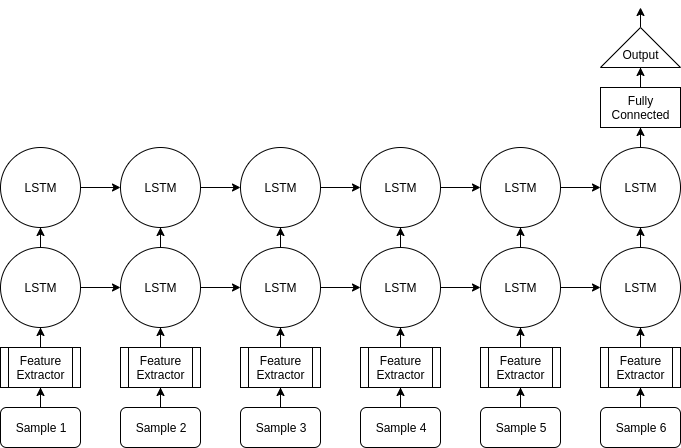 Output
Fully
Connected
LSTM
LSTM
LSTM
LSTM
LSTM
LSTM
LSTM
LSTM
LSTM
LSTM
LSTM
LSTM
Feature
Extractor
Feature
Extractor
Feature
Extractor
Feature
Extractor
Feature
Extractor
Feature
Extractor
Sample 1
Sample 2
Sample 3
Sample 4
Sample 5
Sample 6